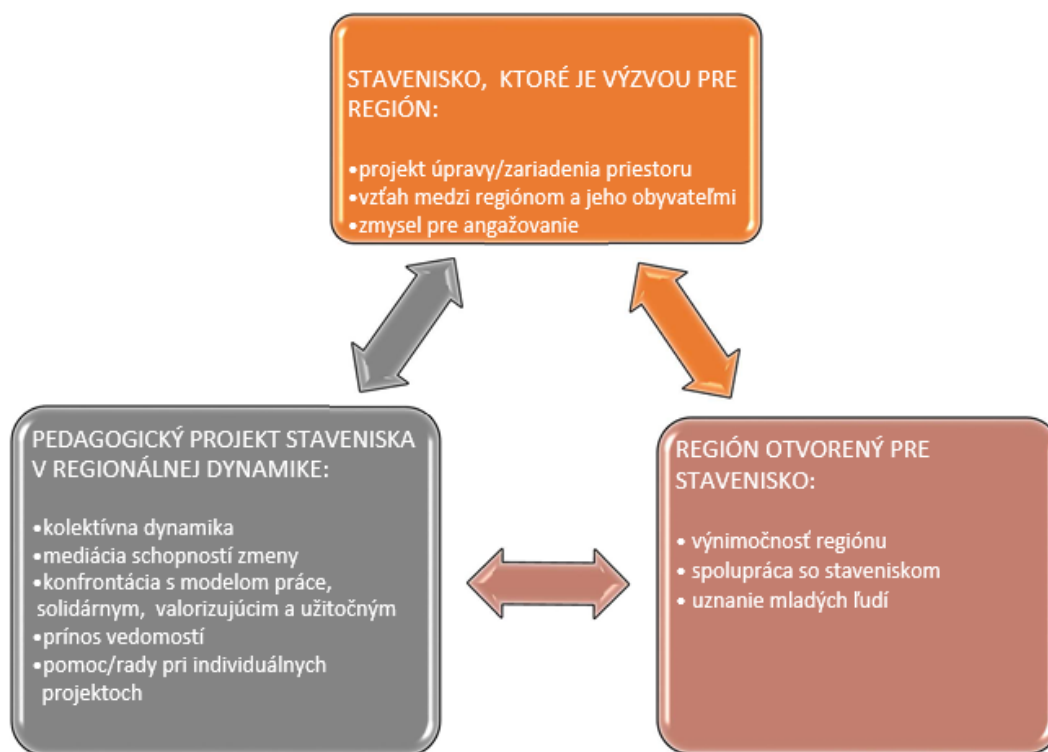 STAVENISKO, KTORÉ JE VÝZVOU PRE
REGIÓN:
•projekt úpravy/zariadenia priestoru
•vzťah medzi regiónom a jeho obyvateľmi
•zmysel pre angažovanie
PEDAGOGICKÝ PROJEKT STAVENISKA
V REGIONÁLNEJ DYNAMIKE:
•kolektívna dynamika
•mediácia schopností zmeny
•konfrontácia s modelom práce,
solidárnym, valorizujúcim a užitočným
•prínos vedomostí
•pomoc/rady pri individuálnych
projektoch
REGIÓN OTVORENÝ PRE
STAVENISKO:
• výnimočnosť regiónu
• spolupráca so staveniskom
• uznanie mladých ľudí